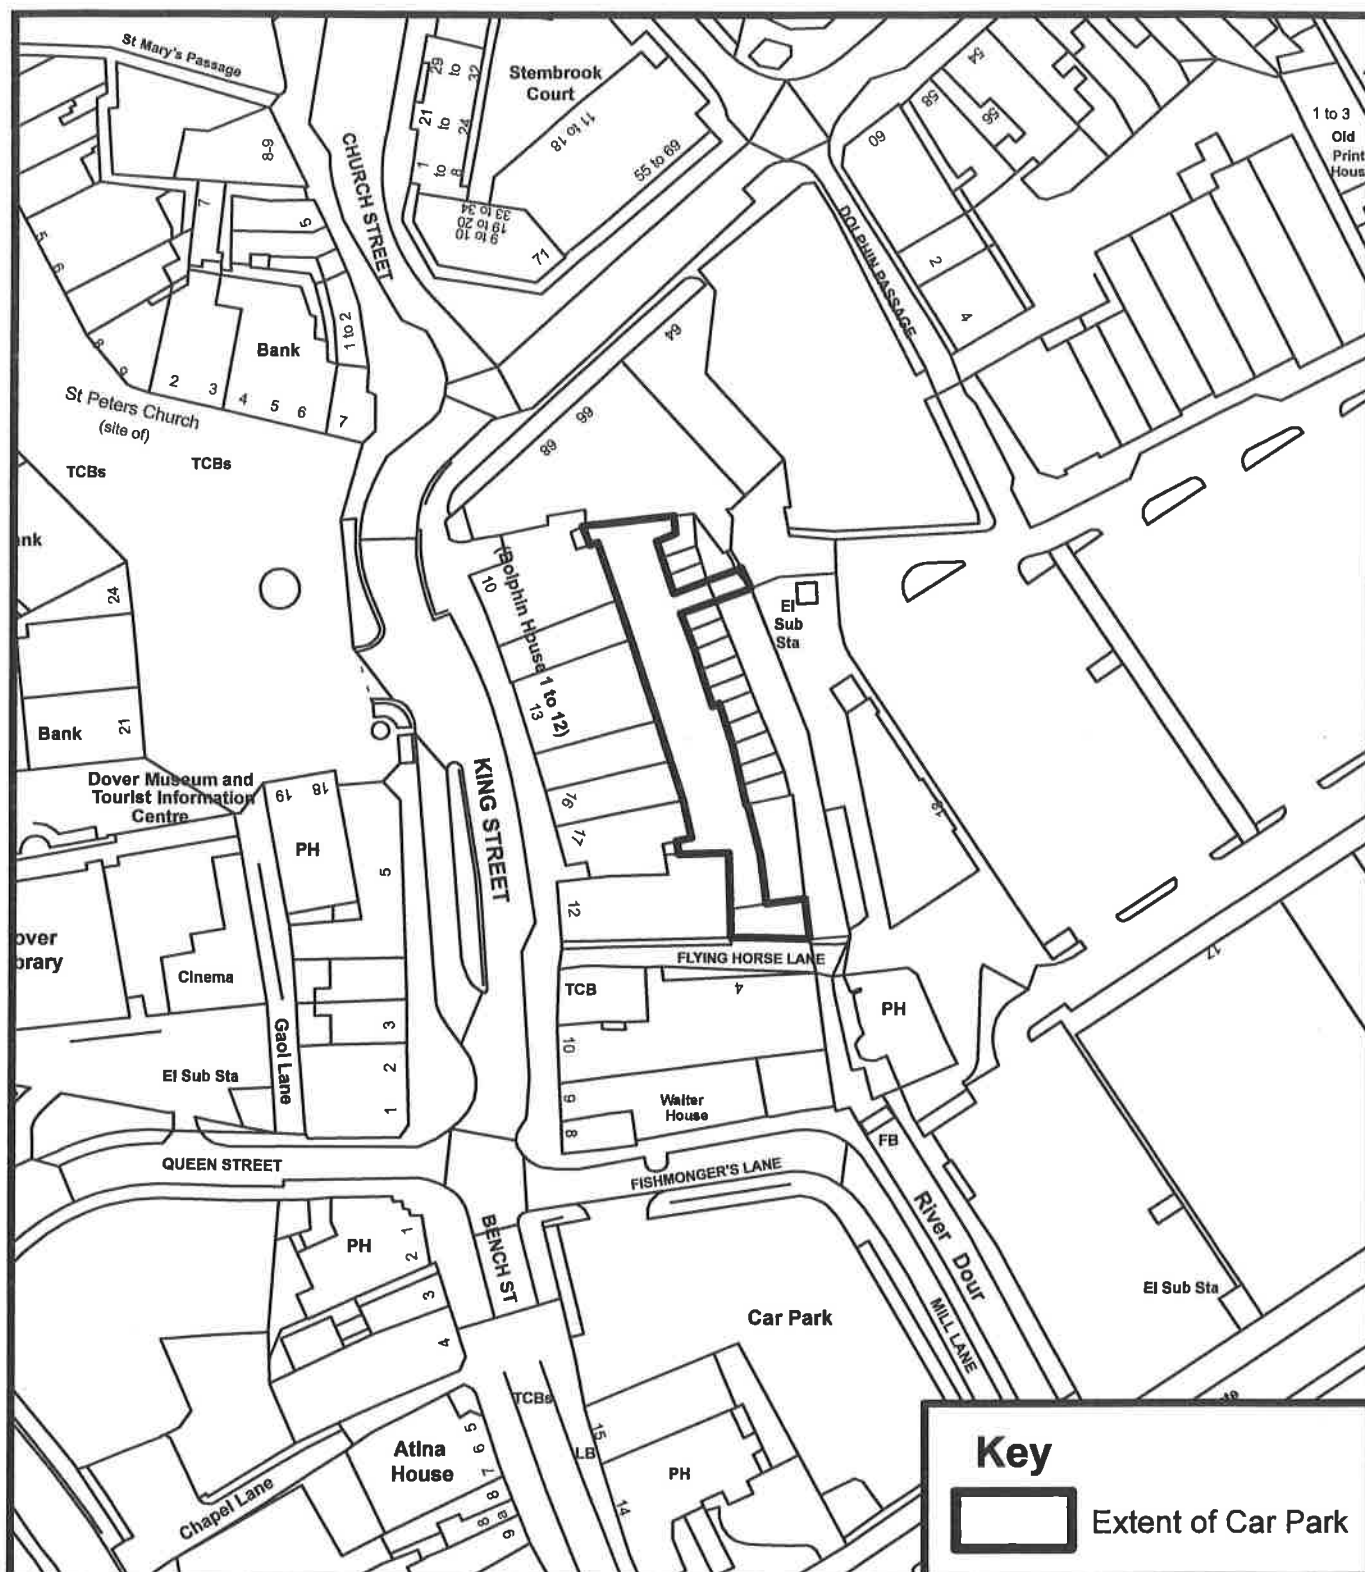 St Mary's Passage
29
to
32
21
to
24
1
to
8
Stembrook
Court
11 to 18
55 to 69
33 to 34
19 to 20
9 to 10
71
CHURCH STREET
54
56
58
60
1 to 3
Old
Print
Hous
DOLPHIN PASSAGE
2
4
8-9
7
5
5
6
8
9
Bank
1 to 2
2
3
4
5
6
7
St Peters Church
(site of)
TCBs
TCBs
64
66
68
nk
24
21
Bank
10
(Dolphin House 1 to 12)
13
16
17
12
El
Sub
Sta
Dover Museum and
Tourist Information
Centre
19
18
PH
5
KING STREET
over
brary
Cinema
FLYING HORSE LANE
TCB
4
PH
17
Gaol Lane
3
2
1
El Sub Sta
10
9
8
Walter
House
FB
QUEEN STREET
FISHMONGER'S LANE
River Dour
BENCH ST
PH
1
2
3
4
Car Park
MILL LANE
El Sub Sta
TCBs
15
LB
14
PH
Atina
House
5
6
7
8
8a
9
Chapel Lane
Key
Extent of Car Park